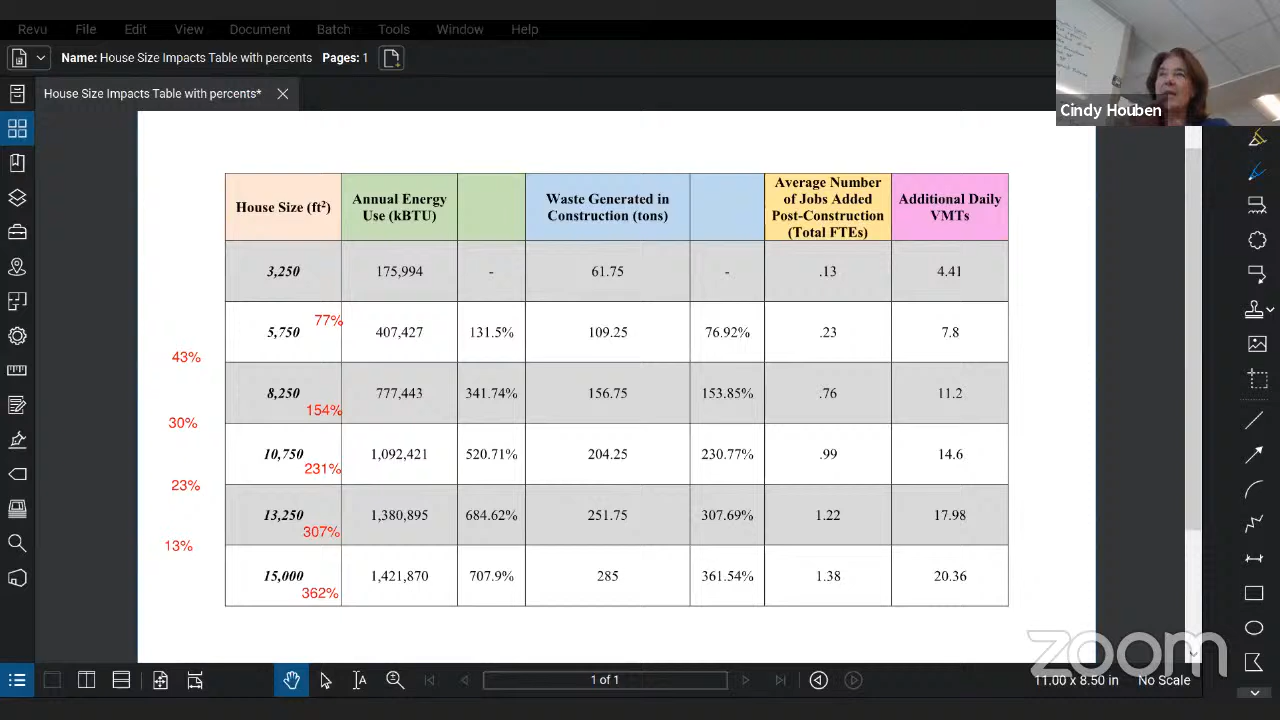 Revu File Edit View Document Batch Tools Window Help
Name: House Size Impacts Table with percents Pages: 1
House Size Impacts Table with percents*
Cindy Houben
House Size (ft²)
Annual Energy
Use (kBTU)
Waste Generated in
Construction (tons)
Average Number
of Jobs Added
Post-Construction
(Total FTEs)
Additional Daily
VMTs
3,250 175,994 - 61.75 - .13 4.41
77%
5,750 407,427 131.5% 109.25 76.92% .23 7.8
43%
8,250 777,443 341.74% 156.75 153.85% .76 11.2
154%
30%
10,750 1,092,421 520.71% 204.25 230.77% .99 14.6
231%
23%
13,250 1,380,895 684.62% 251.75 307.69% 1.22 17.98
307%
13%
15,000 1,421,870 707.9% 285 361.54% 1.38 20.36
362%
zoom
1 of 1
11.00 x 8.50 in No Scale